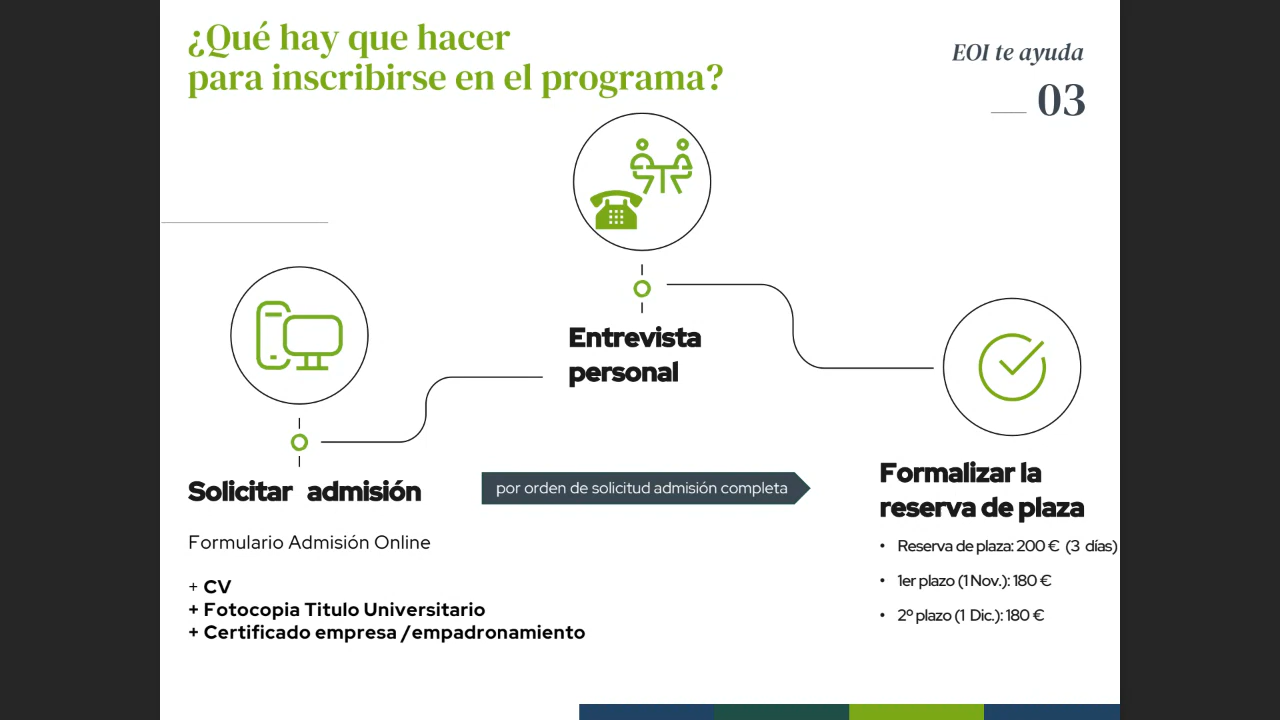 ¿Qué hay que hacer
para inscribirse en el programa?
EOI te ayuda
03
Entrevista
personal
Solicitar admisión
Formulario Admisión Online
+ CV
+ Fotocopia Titulo Universitario
+ Certificado empresa /empadronamiento
por orden de solicitud admisión completa
Formalizar la
reserva de plaza
• Reserva de plaza: 200 € (3 días)
• 1er plazo (1 Nov.): 180 €
• 2º plazo (1 Dic.): 180 €